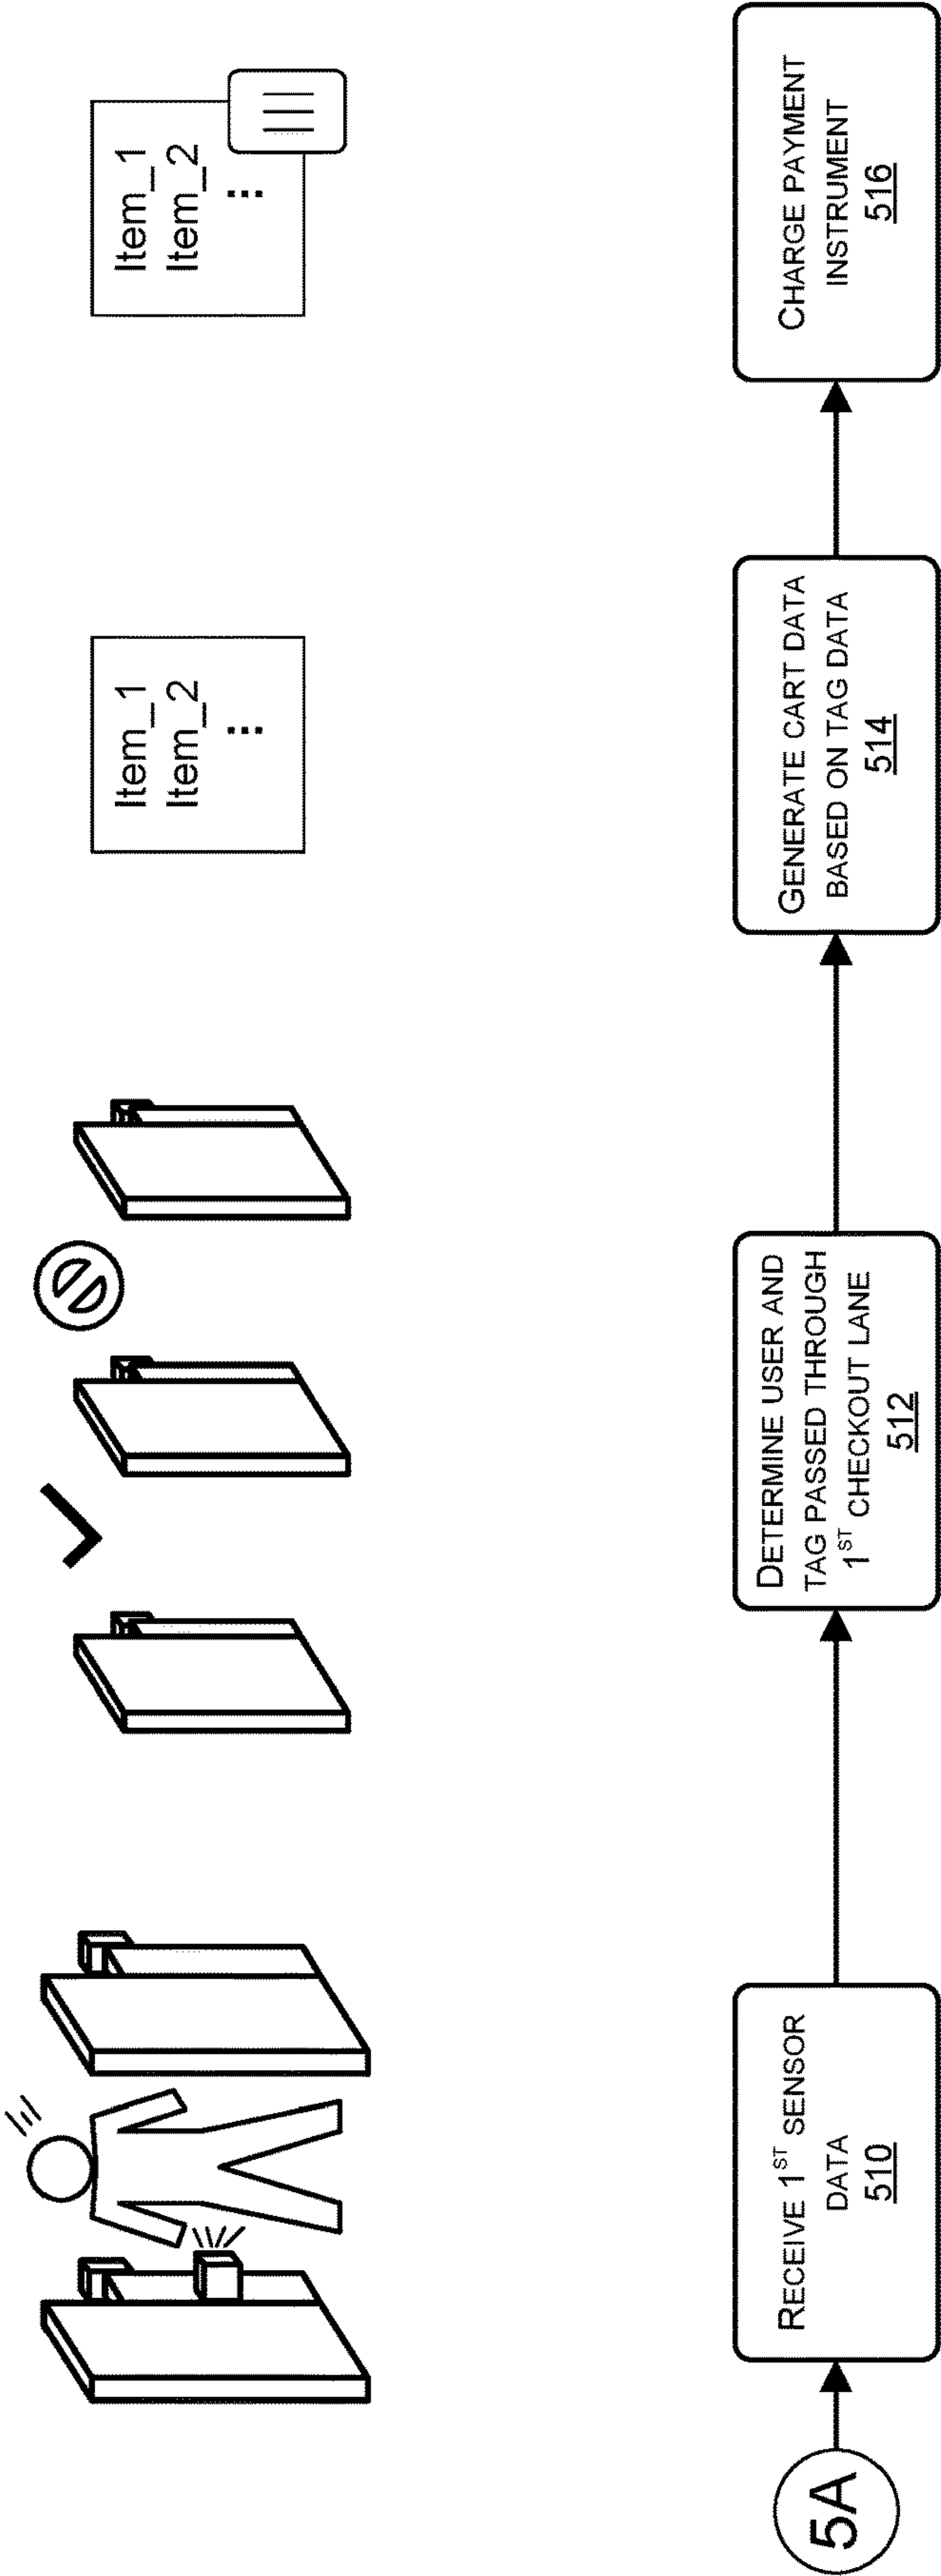 Item_1
Item_2
⋮
Item_1
Item_2
⋮
5A
RECEIVE 1ST SENSOR
DATA
510
DETERMINE USER AND
TAG PASSED THROUGH
1ST CHECKOUT LANE
512
GENERATE CART DATA
BASED ON TAG DATA
514
CHARGE PAYMENT
INSTRUMENT
516